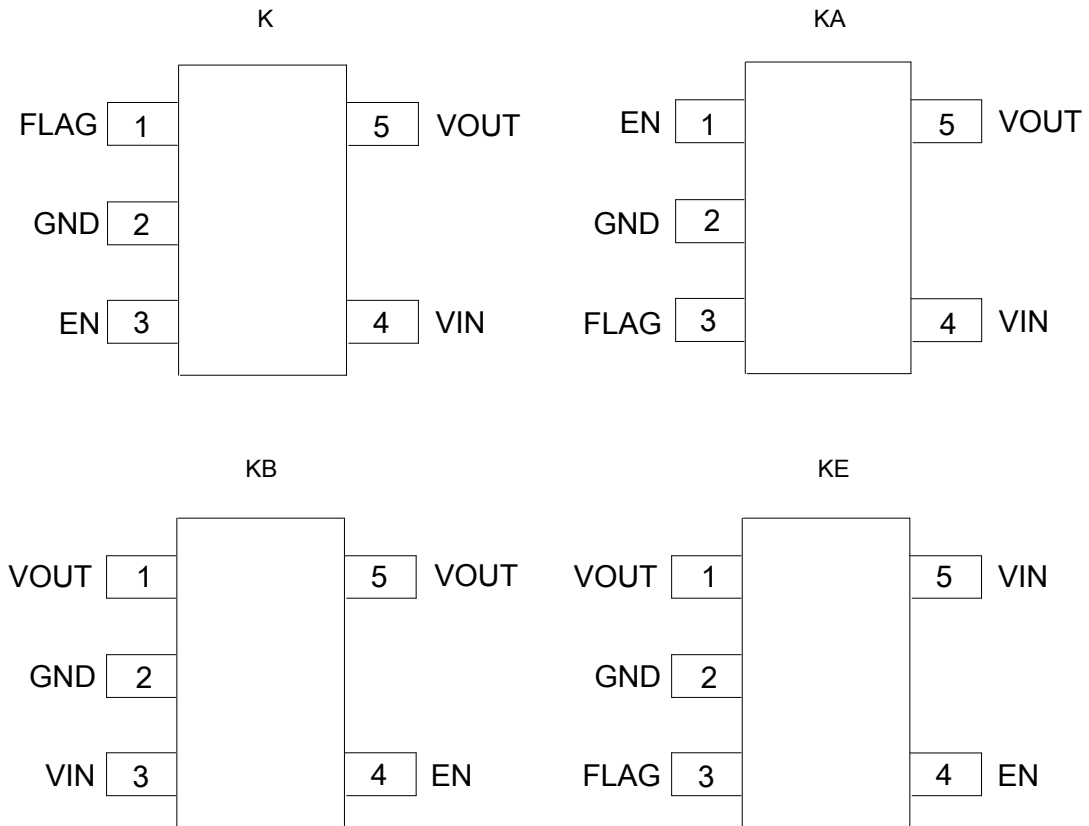 K
FLAG 1 5 VOUT
GND 2
EN 3 4 VIN
KA
EN 1 5 VOUT
GND 2
FLAG 3 4 VIN
KB
VOUT 1 5 VOUT
GND 2
VIN 3 4 EN
KE
VOUT 1 5 VIN
GND 2
FLAG 3 4 EN